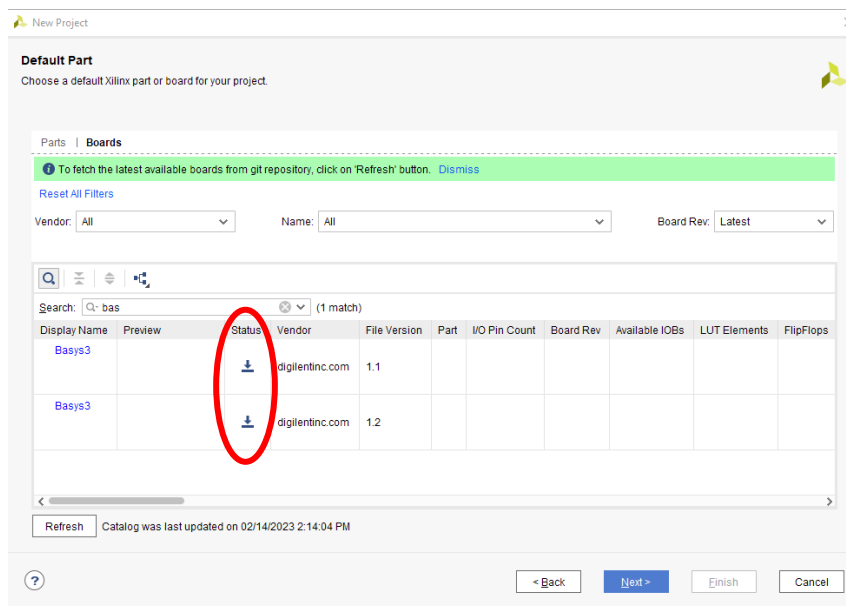 New Project
Default Part
Choose a default Xilinx part or board for your project.
Parts | Boards
To fetch the latest available boards from git repository, click on 'Refresh' button. Dismiss
Reset All Filters
Vendor: All Name: All Board Rev: Latest
Search: bas (1 match)
Display Name Preview Status Vendor File Version Part I/O Pin Count Board Rev Available IOBs LUT Elements FlipFlops
Basys3 digilentinc.com 1.1
Basys3 digilentinc.com 1.2
Refresh Catalog was last updated on 02/14/2023 2:14:04 PM
? < Back Next > Finish Cancel